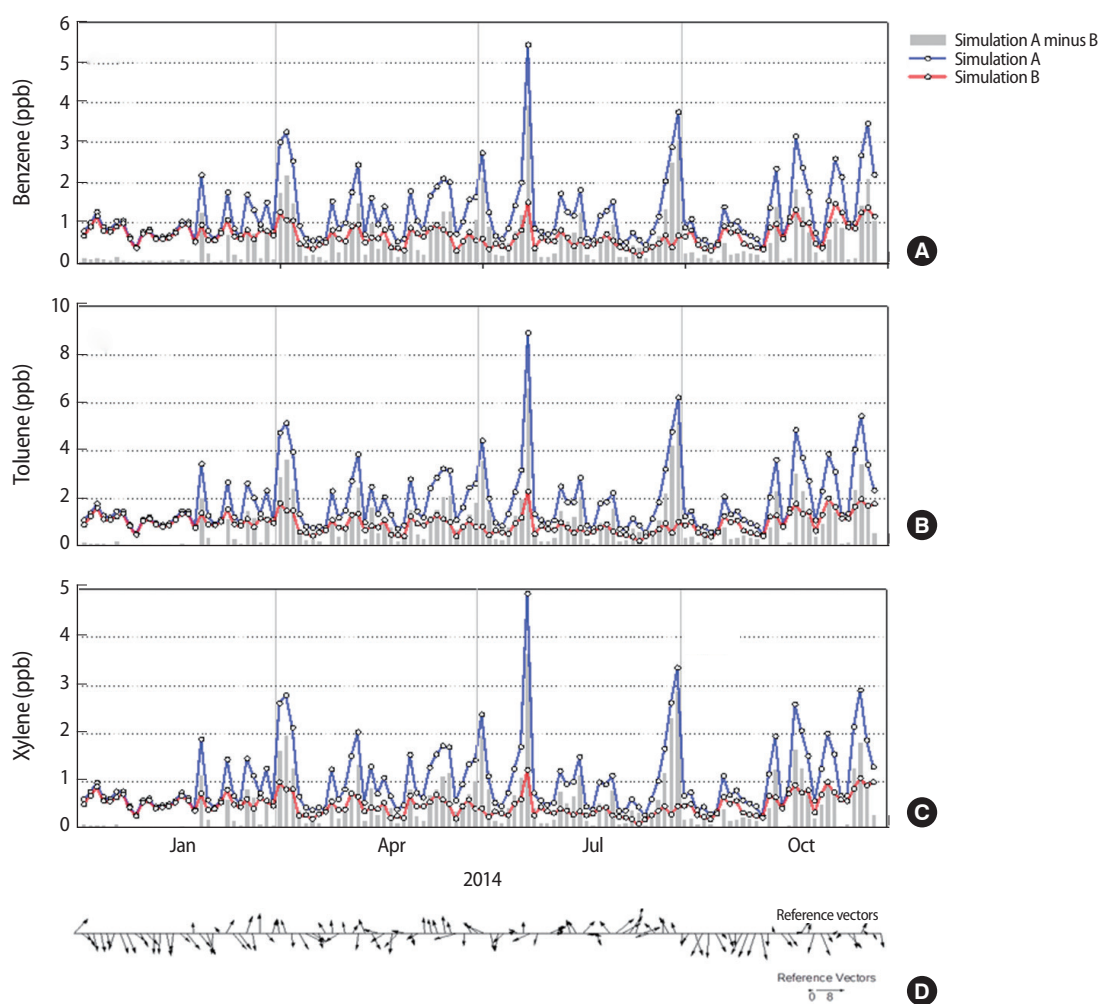 Simulation A minus B
Simulation A
Simulation B
Benzene (ppb)
6
5
4
3
2
1
0
A
Toluene (ppb)
10
8
6
4
2
0
B
Xylene (ppb)
5
4
3
2
1
0
C
Jan Apr Jul Oct
2014
Reference vectors
Reference Vectors
0 8
D